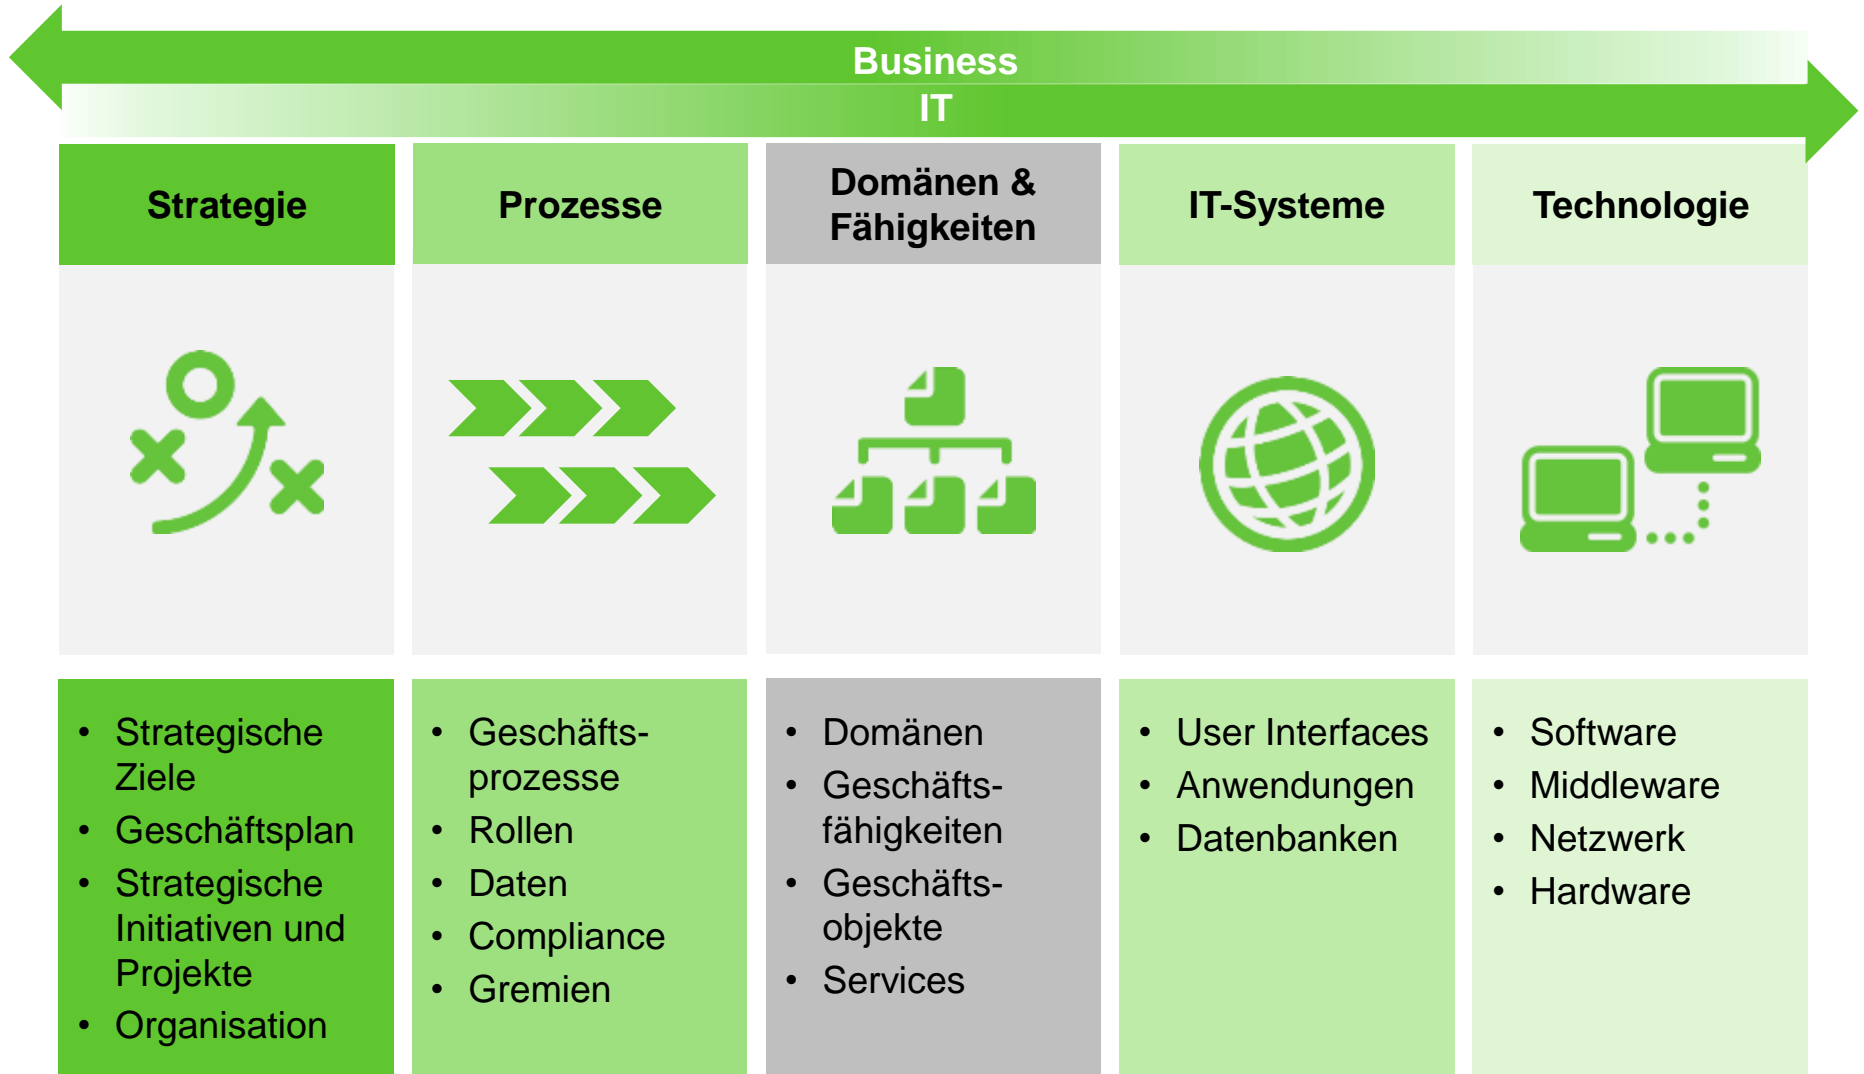 Business
IT
Strategie
Prozesse
Domänen &
Fähigkeiten
IT-Systeme
Technologie
• Strategische
Ziele
• Geschäftsplan
• Strategische
Initiativen und
Projekte
• Organisation
• Geschäfts-
prozesse
• Rollen
• Daten
• Compliance
• Gremien
• Domänen
• Geschäfts-
fähigkeiten
• Geschäfts-
objekte
• Services
• User Interfaces
• Anwendungen
• Datenbanken
• Software
• Middleware
• Netzwerk
• Hardware